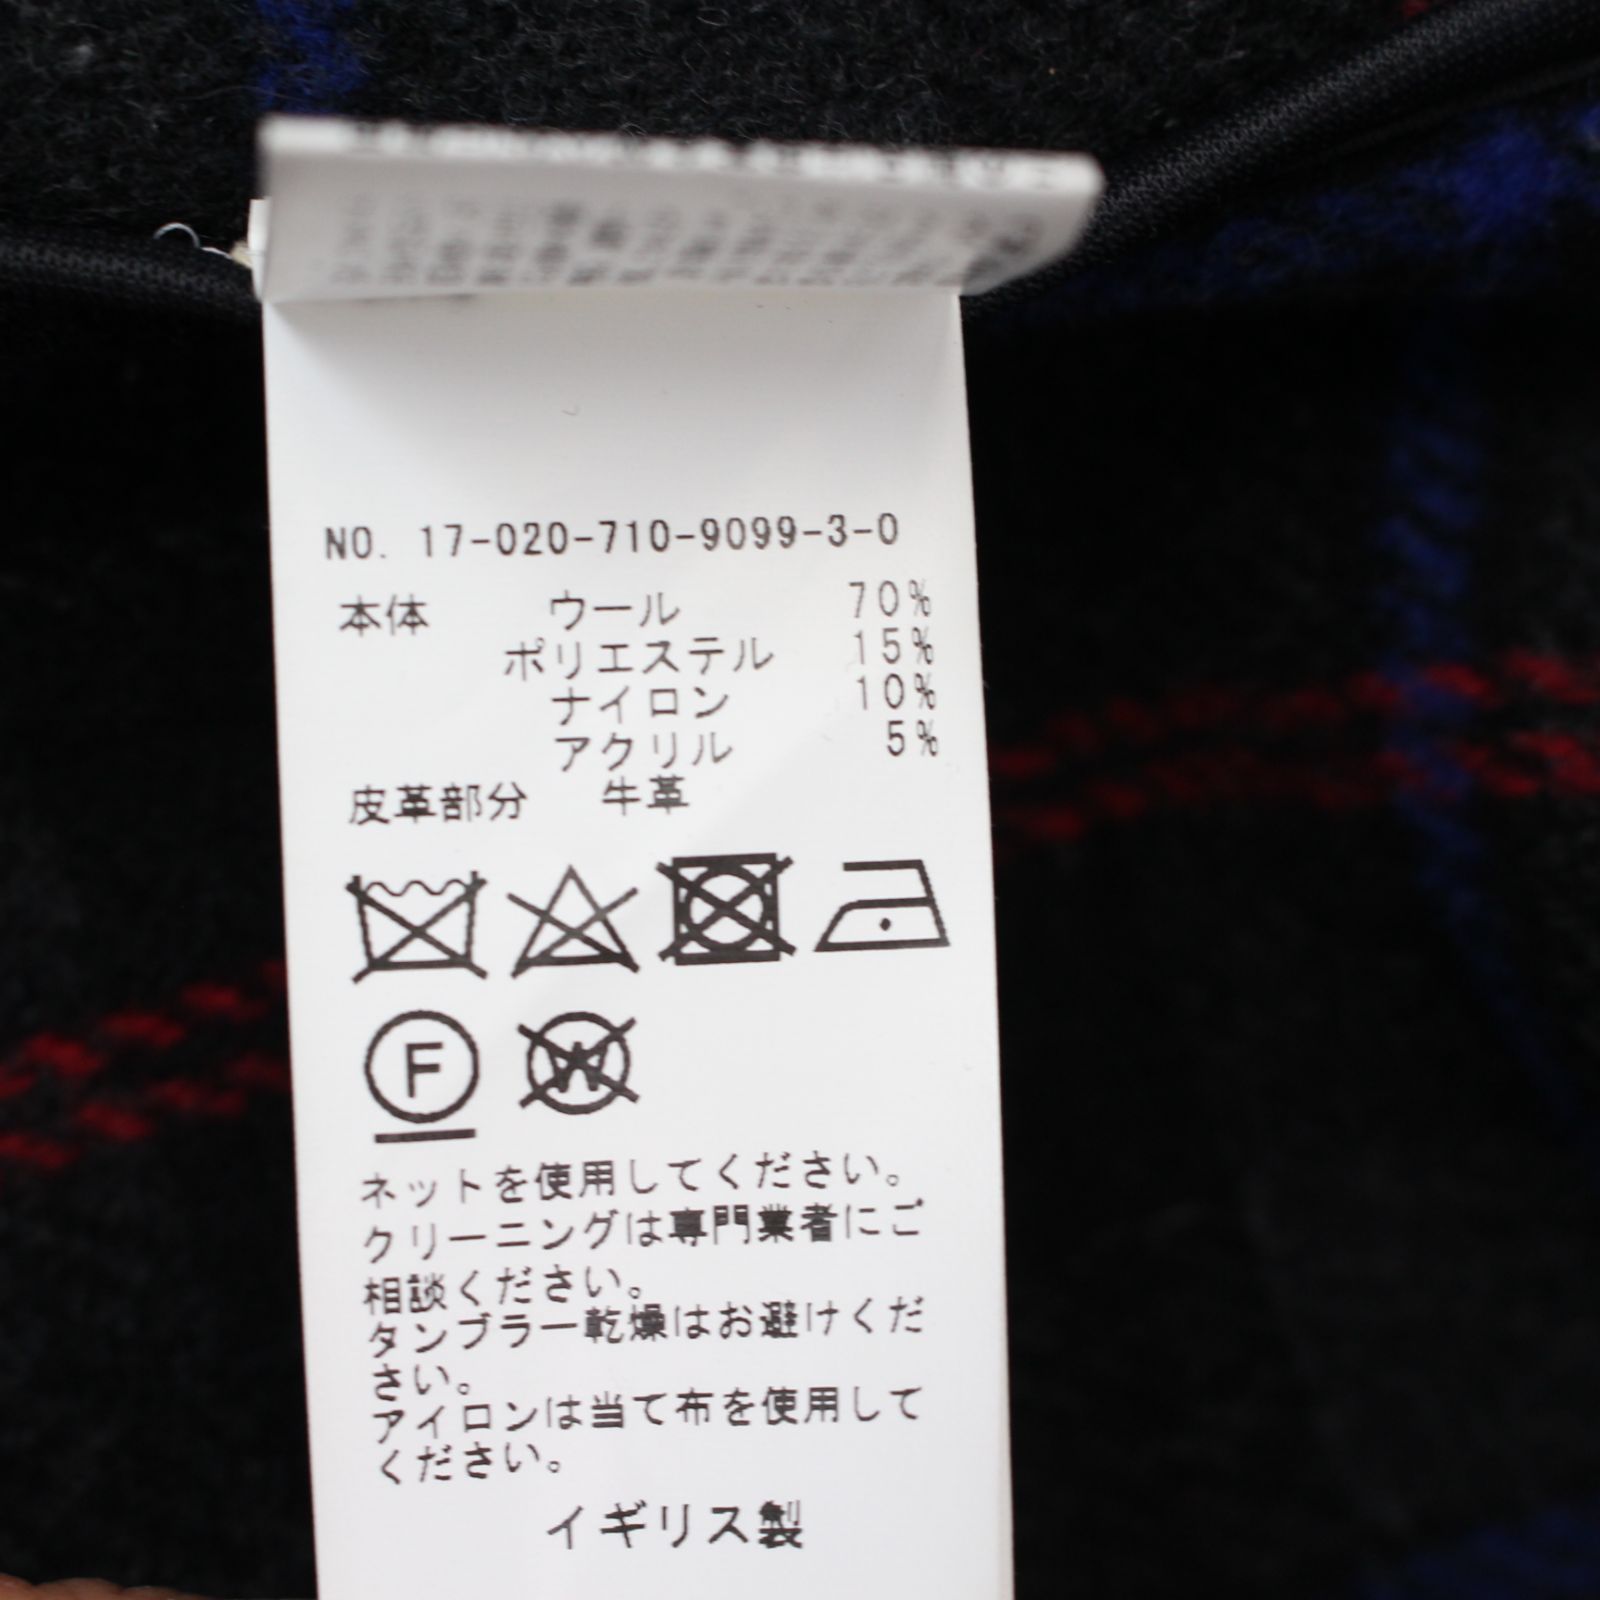 NO. 17-020-710-9099-3-0
本体 ウール 70%
ポリエステル 15%
ナイロン 10%
アクリル 5%
皮革部分 牛革
F W
ネットを使用してください。
クリーニングは専門業者にご
相談ください。
タンブラー乾燥はお避けくだ
さい。
アイロンは当て布を使用して
ください。
イギリス製